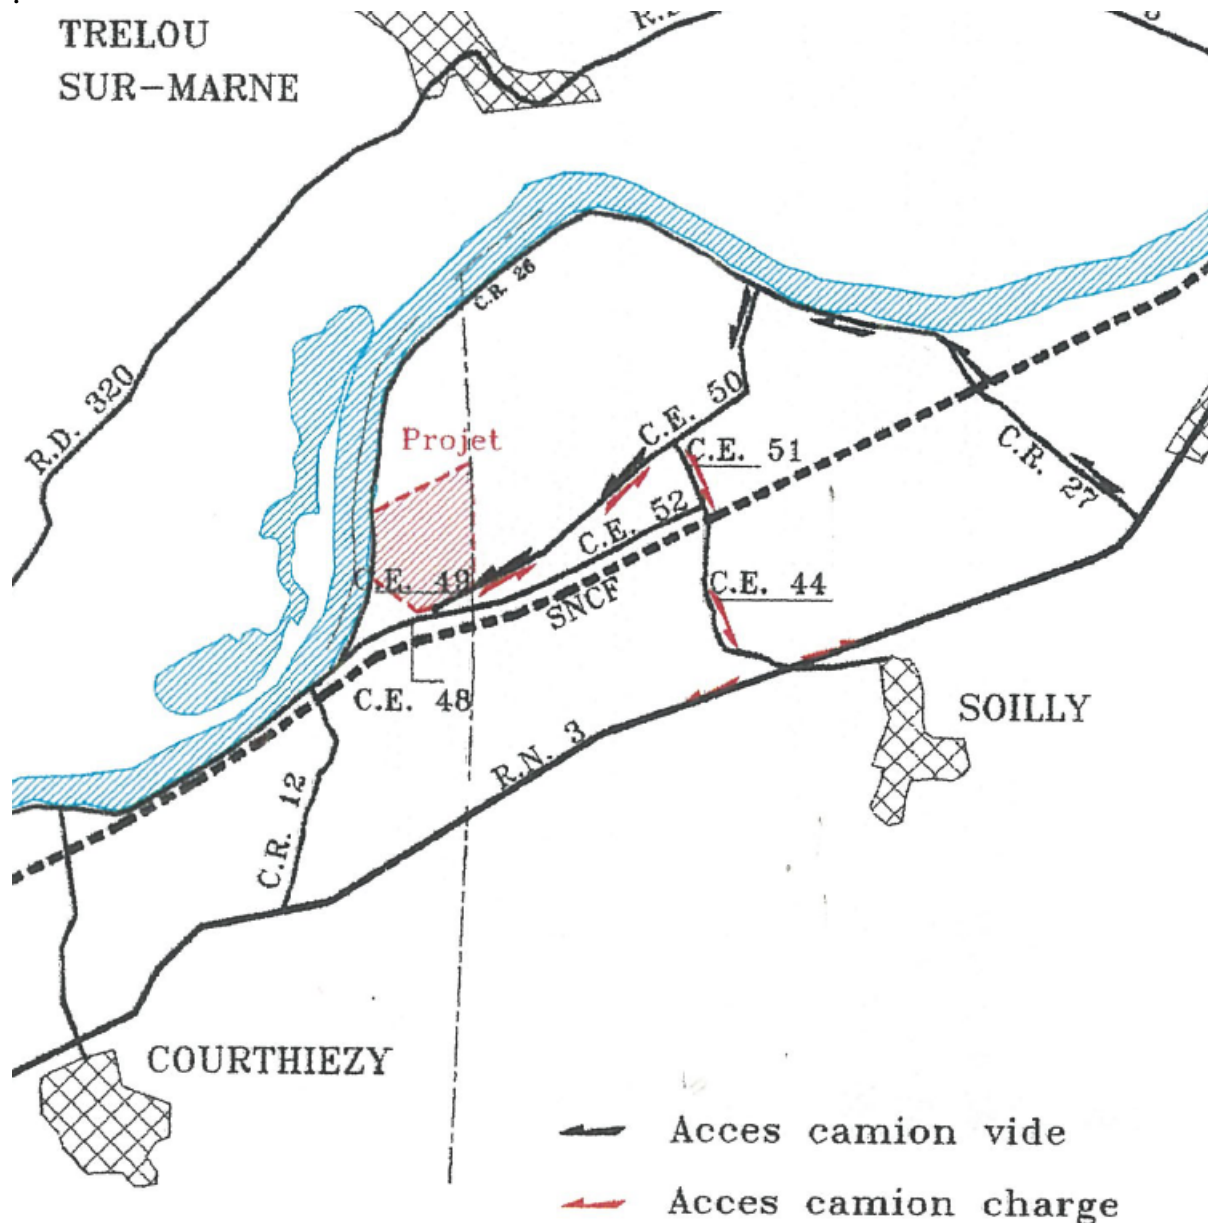 TRELOU
SUR-MARNE
C.R. 26
R.D. 320
Projet
C.E. 50
C.E. 51
C.R. 27
C.E. 52
C.E. 49
C.E. 44
SNCF
C.E. 48
SOILLY
R.N. 3
C.R. 12
COURTHIEZY
Acces camion vide
Acces camion charge